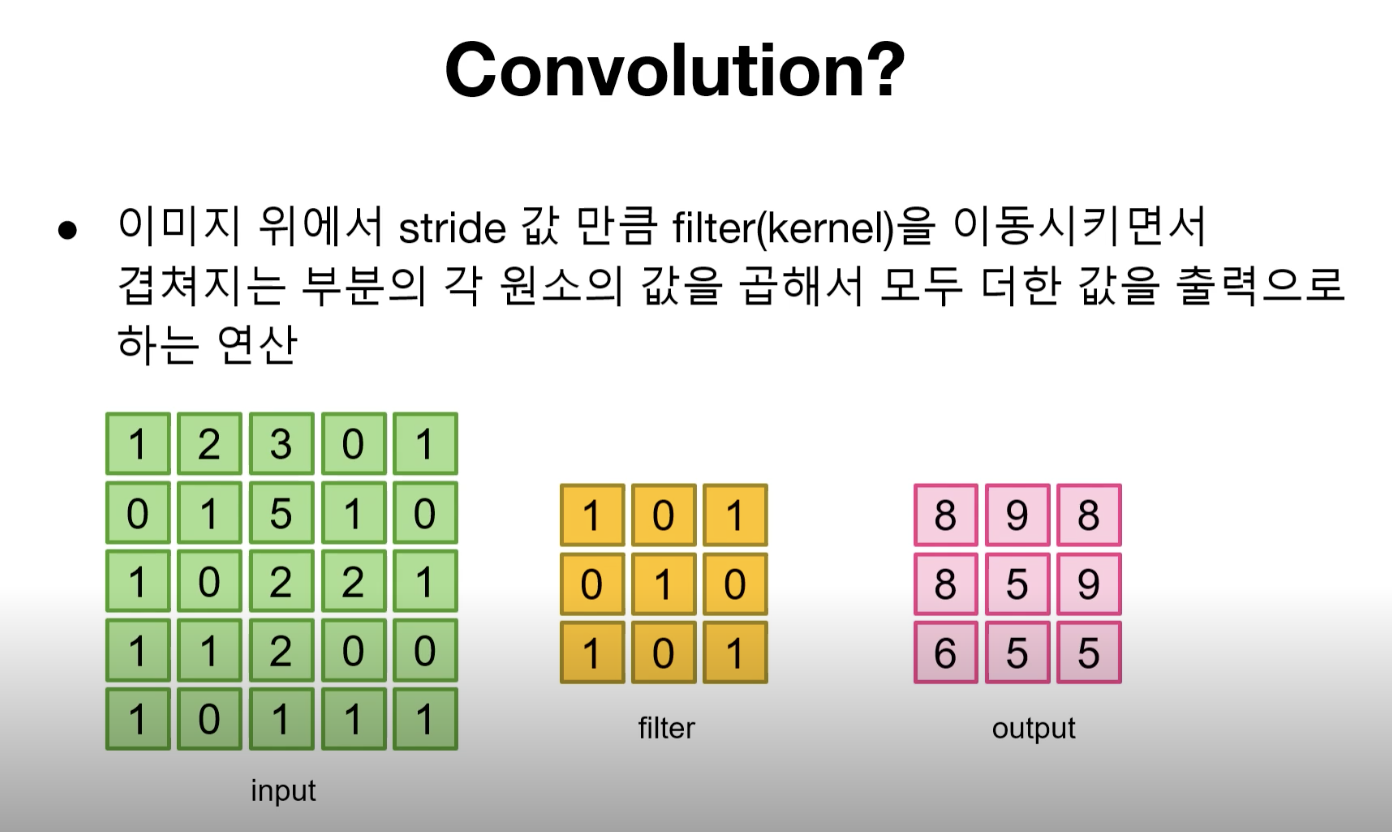 Convolution?
● 이미지 위에서 stride 값 만큼 filter(kernel)을 이동시키면서
겹쳐지는 부분의 각 원소의 값을 곱해서 모두 더한 값을 출력으로
하는 연산
1 2 3 0 1
0 1 5 1 0
1 0 2 2 1
1 1 2 0 0
1 0 1 1 1
input
1 0 1
0 1 0
1 0 1
filter
8 9 8
8 5 9
6 5 5
output